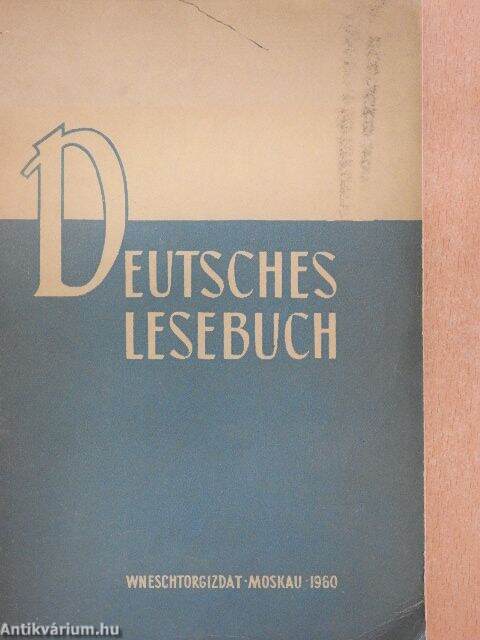 DEUTSCHES
LESEBUCH
WNESCHTORGIZDAT-MOSKAU-1960
Antikvárium.hu